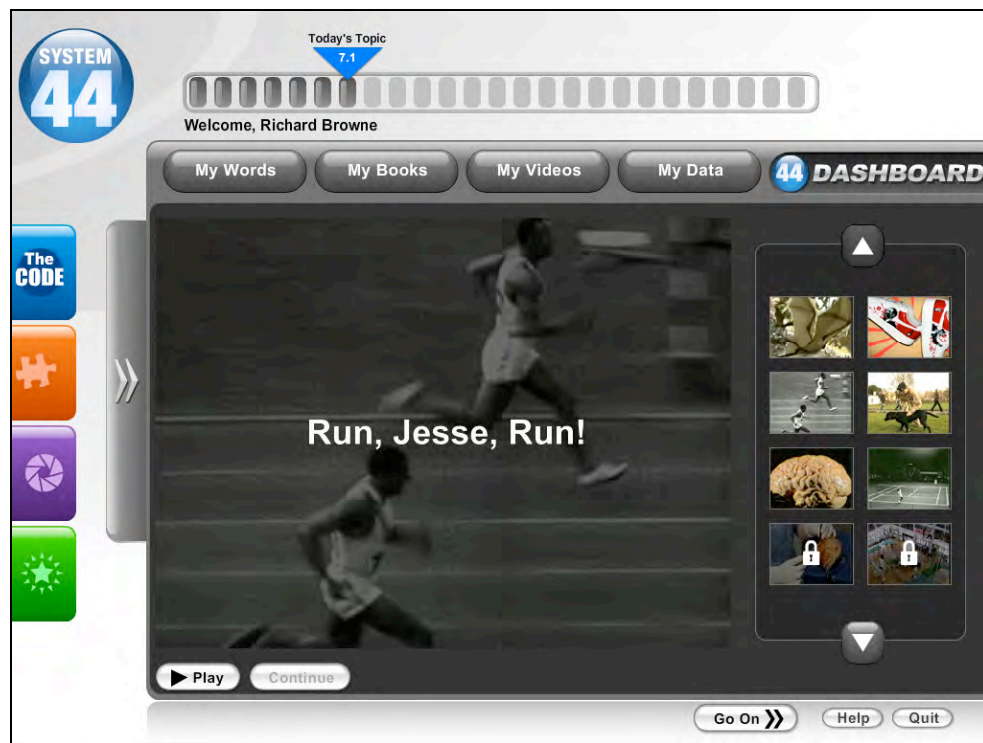 SYSTEM
44
Today's Topic
7.1
Welcome, Richard Browne
My Words
My Books
My Videos
My Data
44 DASHBOARD
The
CODE
Run, Jesse, Run!
Play
Continue
Go On
Help
Quit